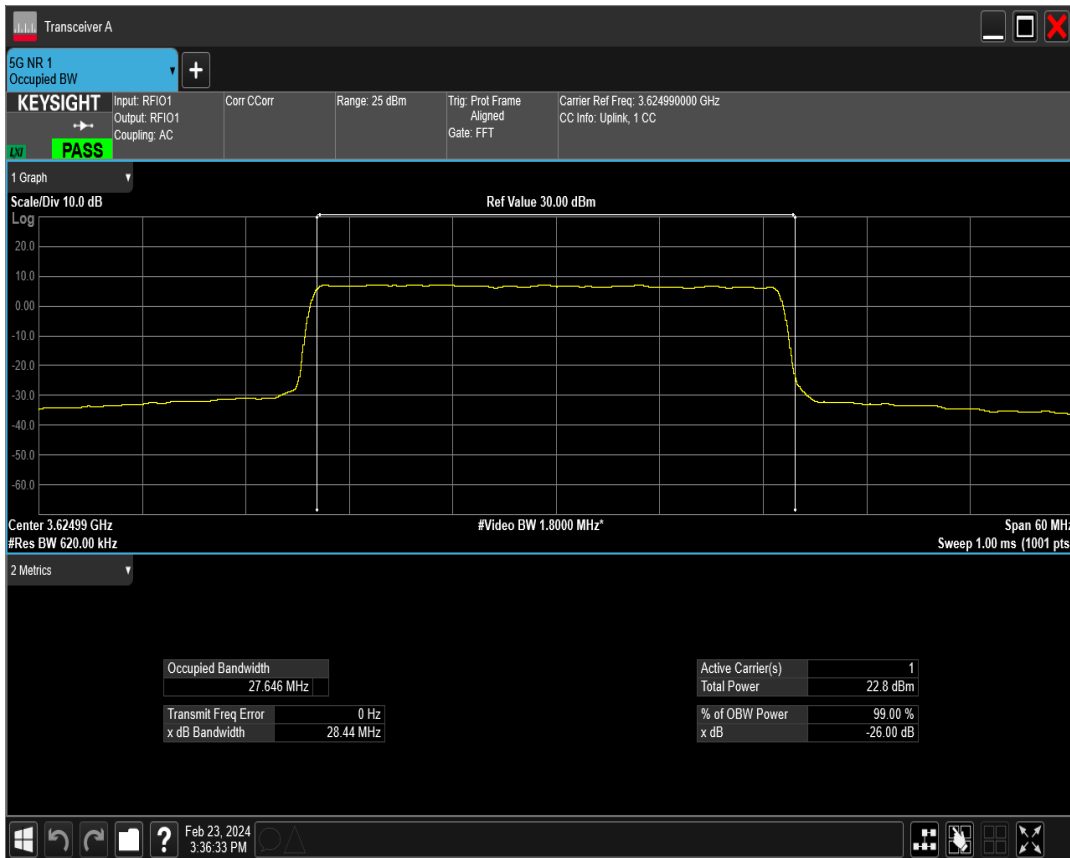 Transceiver A
5G NR 1
Occupied BW
KEYSIGHT
LXI
PASS
Input: RFIO1
Output: RFIO1
Coupling: AC
Corr CCorr
Range: 25 dBm
Trig: Prot Frame
Aligned
Gate: FFT
Carrier Ref Freq: 3.624990000 GHz
CC Info: Uplink, 1 CC
1 Graph
Scale/Div 10.0 dB
Ref Value 30.00 dBm
Log
20.0
10.0
0.00
-10.0
-20.0
-30.0
-40.0
-50.0
-60.0
Center 3.62499 GHz
#Video BW 1.8000 MHz*
Span 60 MHz
#Res BW 620.00 kHz
Sweep 1.00 ms (1001 pts
2 Metrics
Occupied Bandwidth
27.646 MHz
Transmit Freq Error 0 Hz
x dB Bandwidth 28.44 MHz
Active Carrier(s) 1
Total Power 22.8 dBm
% of OBW Power 99.00 %
x dB -26.00 dB
?
Feb 23, 2024
3:36:33 PM